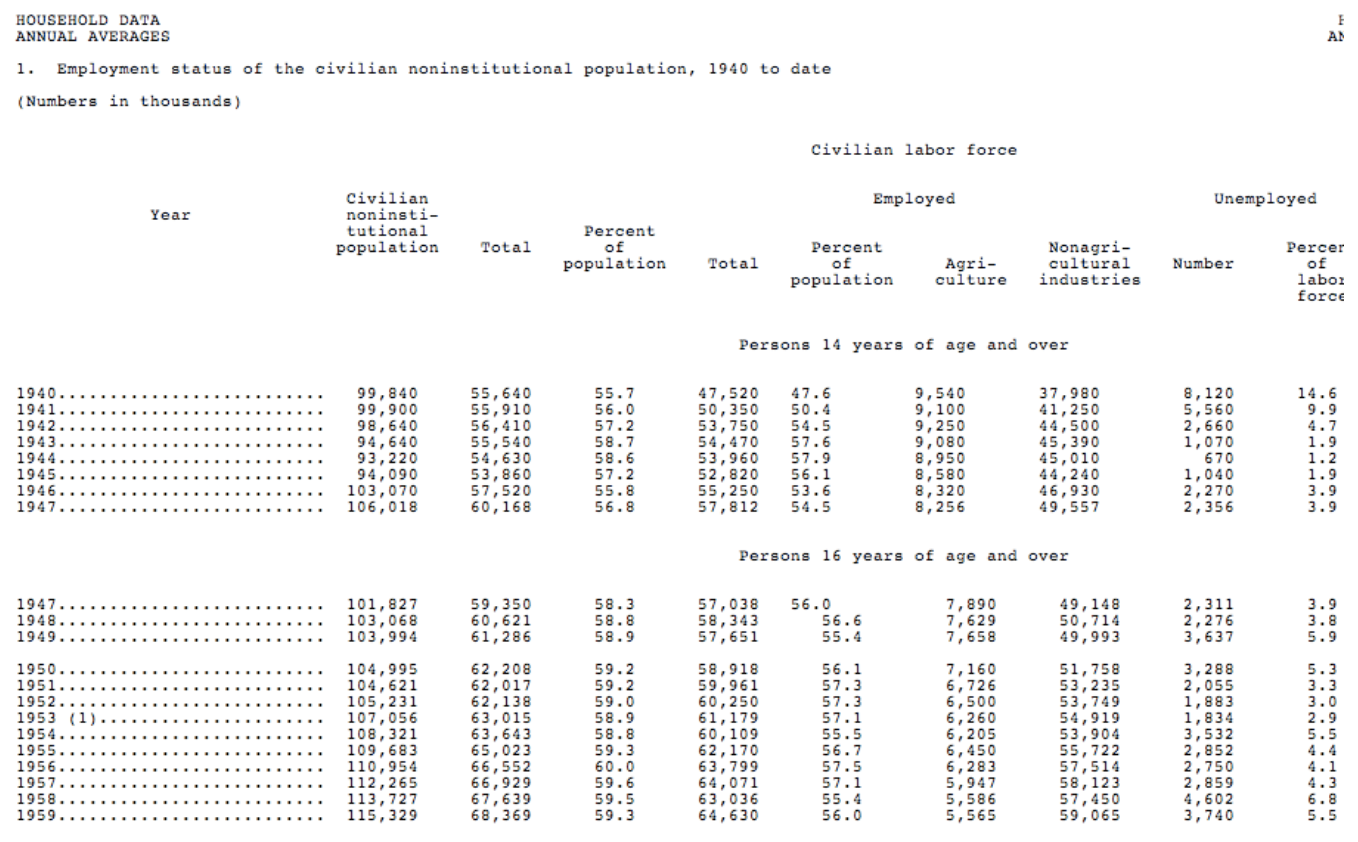 HOUSEHOLD DATA
ANNUAL AVERAGES
1. Employment status of the civilian noninstitutional population, 1940 to date
(Numbers in thousands)
Civilian labor force
Civilian Employed Unemployed
Year noninsti-
tutional Percent
population Total of Percent Nonagri- Percen
population Total of Agri- cultural Number of
population culture industries labor
force
Persons 14 years of age and over
1940.......................... 99,840 55,640 55.7 47,520 47.6 9,540 37,980 8,120 14.6
1941.......................... 99,900 55,910 56.0 50,350 50.4 9,100 41,250 5,560 9.9
1942.......................... 98,640 56,410 57.2 53,750 54.5 9,250 44,500 2,660 4.7
1943.......................... 94,640 55,540 58.7 54,470 57.6 9,080 45,390 1,070 1.9
1944.......................... 93,220 54,630 58.6 53,960 57.9 8,950 45,010 670 1.2
1945.......................... 94,090 53,860 57.2 52,820 56.1 8,580 44,240 1,040 1.9
1946.......................... 103,070 57,520 55.8 55,250 53.6 8,320 46,930 2,270 3.9
1947.......................... 106,018 60,168 56.8 57,812 54.5 8,256 49,557 2,356 3.9
Persons 16 years of age and over
1947.......................... 101,827 59,350 58.3 57,038 56.0 7,890 49,148 2,311 3.9
1948.......................... 103,068 60,621 58.8 58,343 56.6 7,629 50,714 2,276 3.8
1949.......................... 103,994 61,286 58.9 57,651 55.4 7,658 49,993 3,637 5.9
1950.......................... 104,995 62,208 59.2 58,918 56.1 7,160 51,758 3,288 5.3
1951.......................... 104,621 62,017 59.2 59,961 57.3 6,726 53,235 2,055 3.3
1952.......................... 105,231 62,138 59.0 60,250 57.3 6,500 53,749 1,883 3.0
1953 (1)...................... 107,056 63,015 58.9 61,179 57.1 6,260 54,919 1,834 2.9
1954.......................... 108,321 63,643 58.8 60,109 55.5 6,205 53,904 3,532 5.5
1955.......................... 109,683 65,023 59.3 62,170 56.7 6,450 55,722 2,852 4.4
1956.......................... 110,954 66,552 60.0 63,799 57.5 6,283 57,514 2,750 4.1
1957.......................... 112,265 66,929 59.6 64,071 57.1 5,947 58,123 2,859 4.3
1958.......................... 113,727 67,639 59.5 63,036 55.4 5,586 57,450 4,602 6.8
1959.......................... 115,329 68,369 59.3 64,630 56.0 5,565 59,065 3,740 5.5